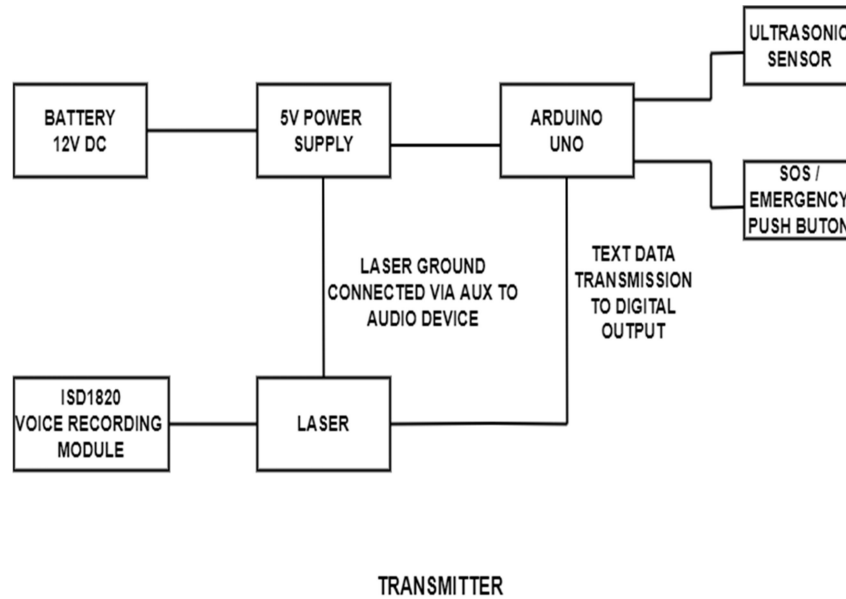 ULTRASONIC
SENSOR
BATTERY
12V DC
5V POWER
SUPPLY
ARDUINO
UNO
SOS /
EMERGENCY
PUSH BUTON
LASER GROUND
CONNECTED VIA AUX TO
AUDIO DEVICE
TEXT DATA
TRANSMISSION
TO DIGITAL
OUTPUT
ISD1820
VOICE RECORDING
MODULE
LASER
TRANSMITTER